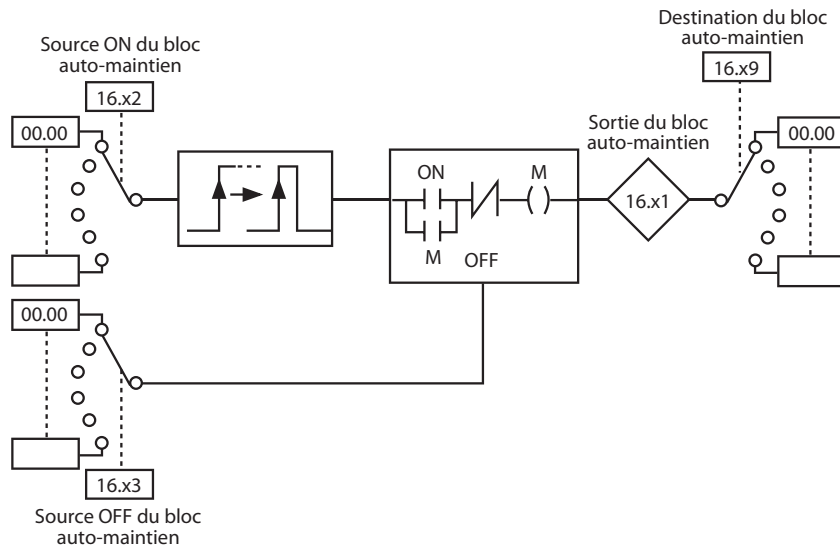 Destination du bloc
auto-maintien
16.x9
Source ON du bloc
auto-maintien
16.x2
00.00
Sortie du bloc
auto-maintien
00.00
ON
M
16.x1
M
OFF
00.00
16.x3
Source OFF du bloc
auto-maintien